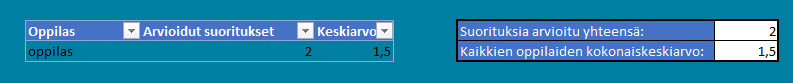 Oppilas Arvioidut suoritukset Keskiarvo
oppilas 2 1,5
Suorituksia arvioitu yhteensä: 2
Kaikkien oppilaiden kokonaiskeskiarvo: 1,5